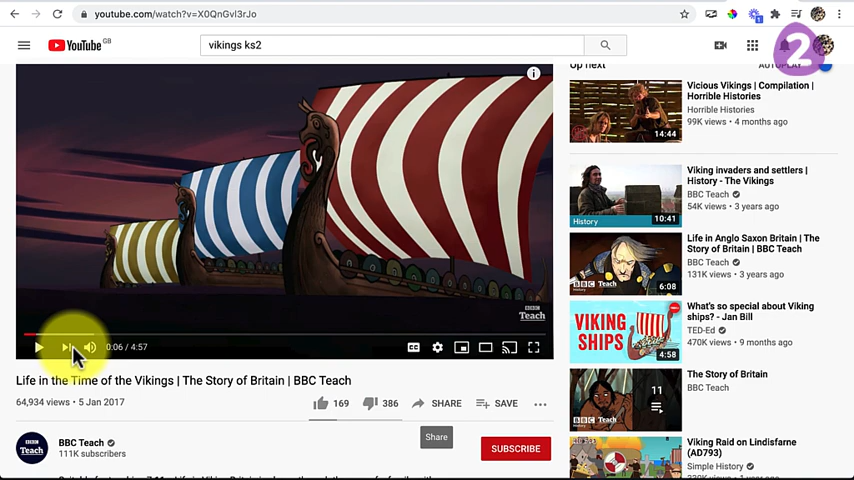 youtube.com/watch?v=X0QnGvl3rJo
1
YouTube GB
vikings ks2
2
Up next
AUTOPLAY
i
BBC
Teach
0:06 / 4:57
Life in the Time of the Vikings | The Story of Britain | BBC Teach
64,934 views • 5 Jan 2017
169
386
SHARE
SAVE
Share
BBC
Teach
BBC Teach
111K subscribers
SUBSCRIBE
14:44
Vicious Vikings | Compilation |
Horrible Histories
Horrible Histories
99K views • 4 months ago
History
10:41
Viking invaders and settlers |
History - The Vikings
BBC Teach
54K views • 3 years ago
Teach
6:08
Life in Anglo Saxon Britain | The
Story of Britain | BBC Teach
BBC Teach
131K views • 3 years ago
VIKING
SHIPS
4:58
What's so special about Viking
ships? - Jan Bill
TED-Ed
470K views • 9 months ago
11
The Story of Britain
BBC Teach
Viking Raid on Lindisfarne
(AD793)
Simple History